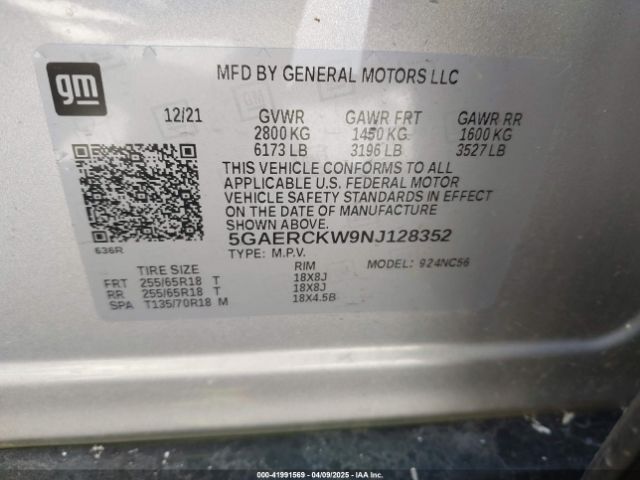 gm
MFD BY GENERAL MOTORS LLC
12/21 GVWR GAWR FRT GAWR RR
2800 KG 1450 KG 1600 KG
6173 LB 3196 LB 3527 LB
THIS VEHICLE CONFORMS TO ALL
APPLICABLE U.S. FEDERAL MOTOR
VEHICLE SAFETY STANDARDS IN EFFECT
ON THE DATE OF MANUFACTURE
SHOWN ABOVE.
636R 5GAERCKW9NJ128352
TYPE: M.P.V. MODEL: 924NC56
TIRE SIZE RIM
FRT 255/65R18 T 18X8J
RR 255/65R18 T 18X8J
SPA T135/70R18 M 18X4.5B
000-41991569 04/09/2025 IAA Inc.